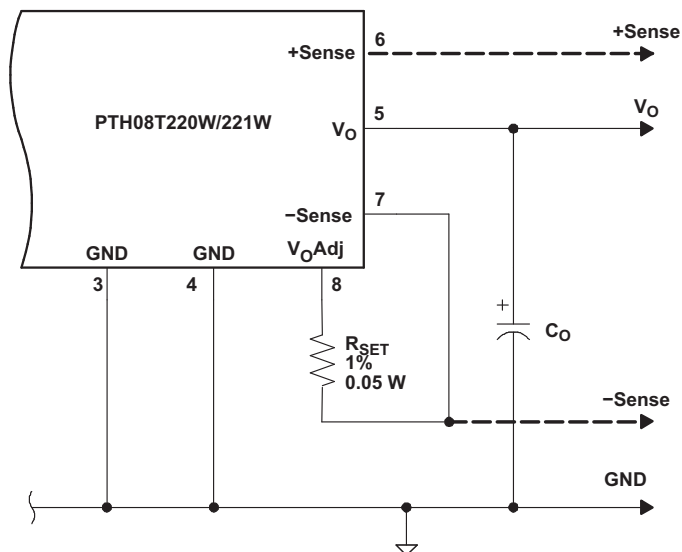 +Sense
6
+Sense
PTH08T220W/221W
5
VO
VO
7
−Sense
GND
GND
VOAdj
3
4
8
+
CO
RSET
1%
0.05 W
−Sense
GND